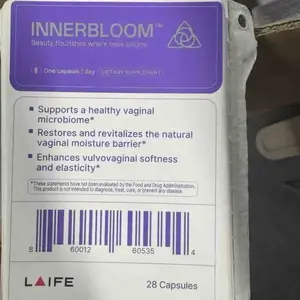 INNERBLOOM™
Beauty flourishes where ease begins
One capsule / day DIETARY SUPPLEMENT
Supports a healthy vaginal
microbiome*
Restores and revitalizes the natural
vaginal moisture barrier*
Enhances vulvovaginal softness
and elasticity*
*These statements have not been evaluated by the Food and Drug Administration.
This product is not intended to diagnose, treat, cure, or prevent any disease.
8 60012 60535 4
LAIFE
28 Capsules